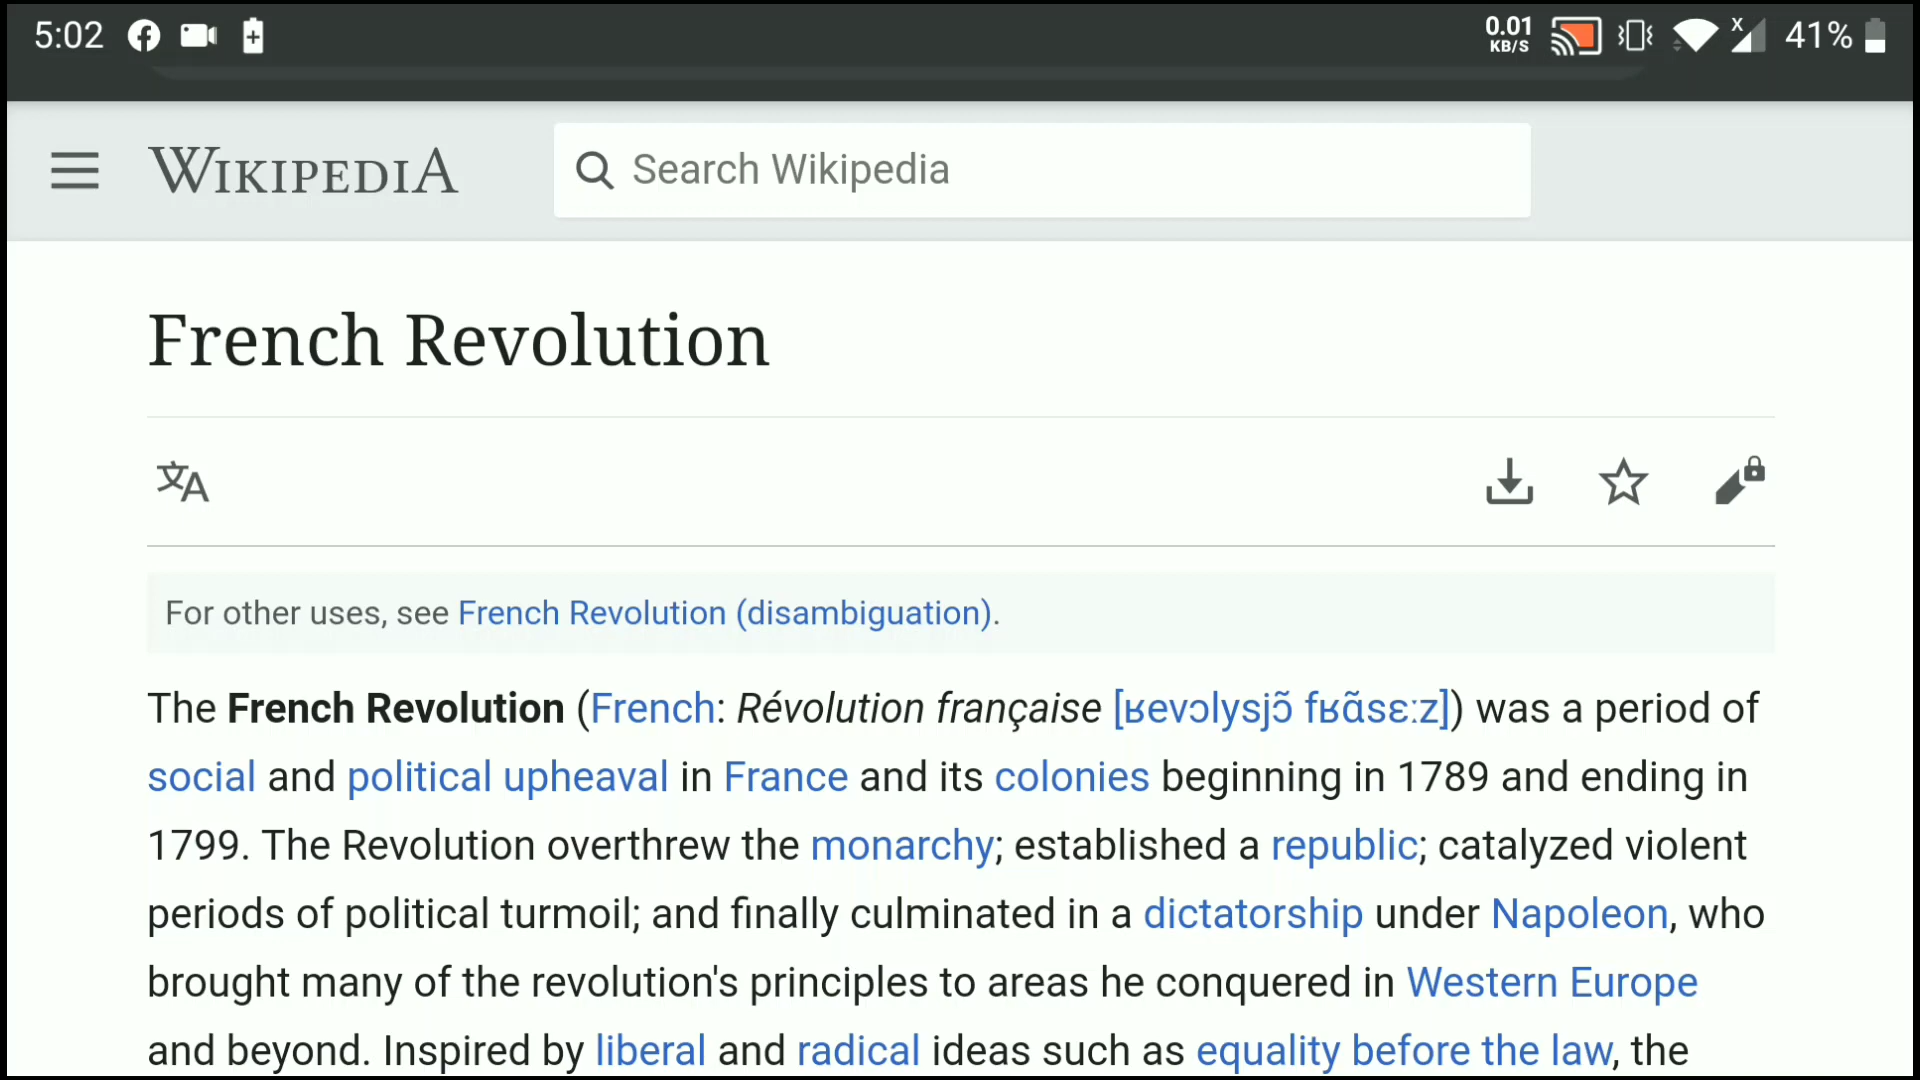 5:02 0.01 KB/S x 41%
WIKIPEDIA Search Wikipedia
French Revolution
文A
For other uses, see French Revolution (disambiguation).
The French Revolution (French: Révolution française [ʁevɔlysjɔ̃ fʁɑ̃sɛːz]) was a period of
social and political upheaval in France and its colonies beginning in 1789 and ending in
1799. The Revolution overthrew the monarchy; established a republic; catalyzed violent
periods of political turmoil; and finally culminated in a dictatorship under Napoleon, who
brought many of the revolution's principles to areas he conquered in Western Europe
and beyond. Inspired by liberal and radical ideas such as equality before the law, the